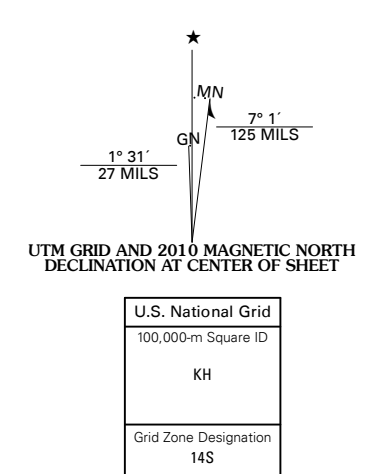 ★
MN
GN
7° 1´
125 MILS
1° 31´
27 MILS
UTM GRID AND 2010 MAGNETIC NORTH
DECLINATION AT CENTER OF SHEET
U.S. National Grid
100,000-m Square ID
KH
Grid Zone Designation
14S